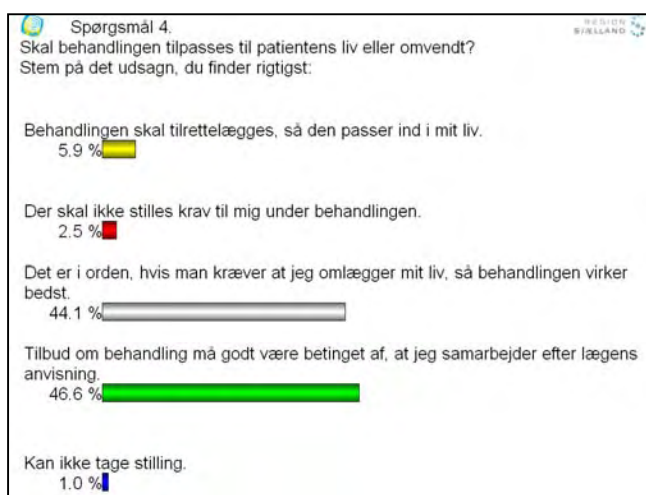 Spørgsmål 4.
REGION
SJÆLLAND
Skal behandlingen tilpasses til patientens liv eller omvendt?
Stem på det udsagn, du finder rigtigst:
Behandlingen skal tilrettelægges, så den passer ind i mit liv.
5.9 %
Der skal ikke stilles krav til mig under behandlingen.
2.5 %
Det er i orden, hvis man kræver at jeg omlægger mit liv, så behandlingen virker
bedst.
44.1 %
Tilbud om behandling må godt være betinget af, at jeg samarbejder efter lægens
anvisning.
46.6 %
Kan ikke tage stilling.
1.0 %